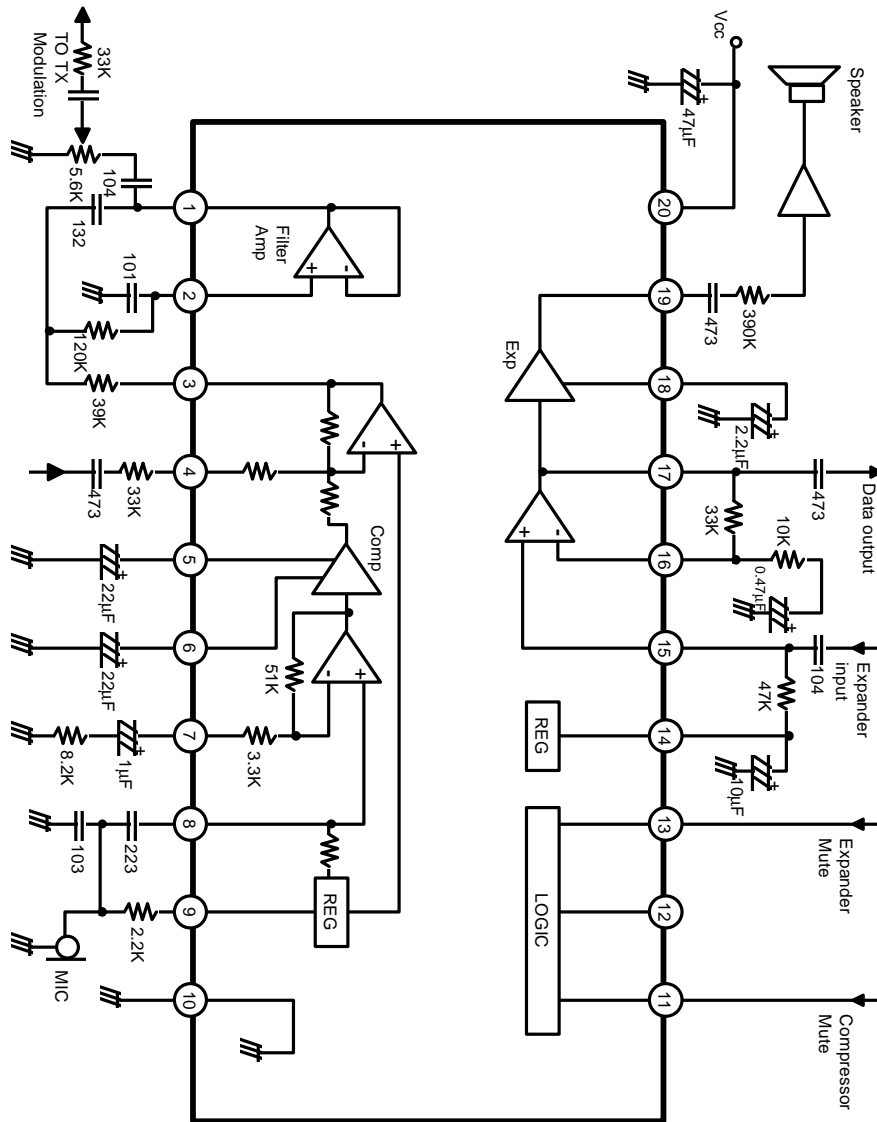 Speaker
Vcc
47µF
+
390K
473
2.2µF
+
473
Data output
33K
10K
0.47µF
+
104
Expander
input
47K
10µF
+
Expander
Mute
Compressor
Mute
20
19
18
17
16
15
14
13
12
11
Exp
+
-
REG
LOGIC
Filter
Amp
+
-
-
+
Comp
51K
-
+
3.3K
REG
1
2
3
4
5
6
7
8
9
10
33K
TO TX
Modulation
5.6K
104
132
101
120K
39K
473
33K
22µF
+
22µF
+
8.2K
1µF
+
103
223
2.2K
MIC